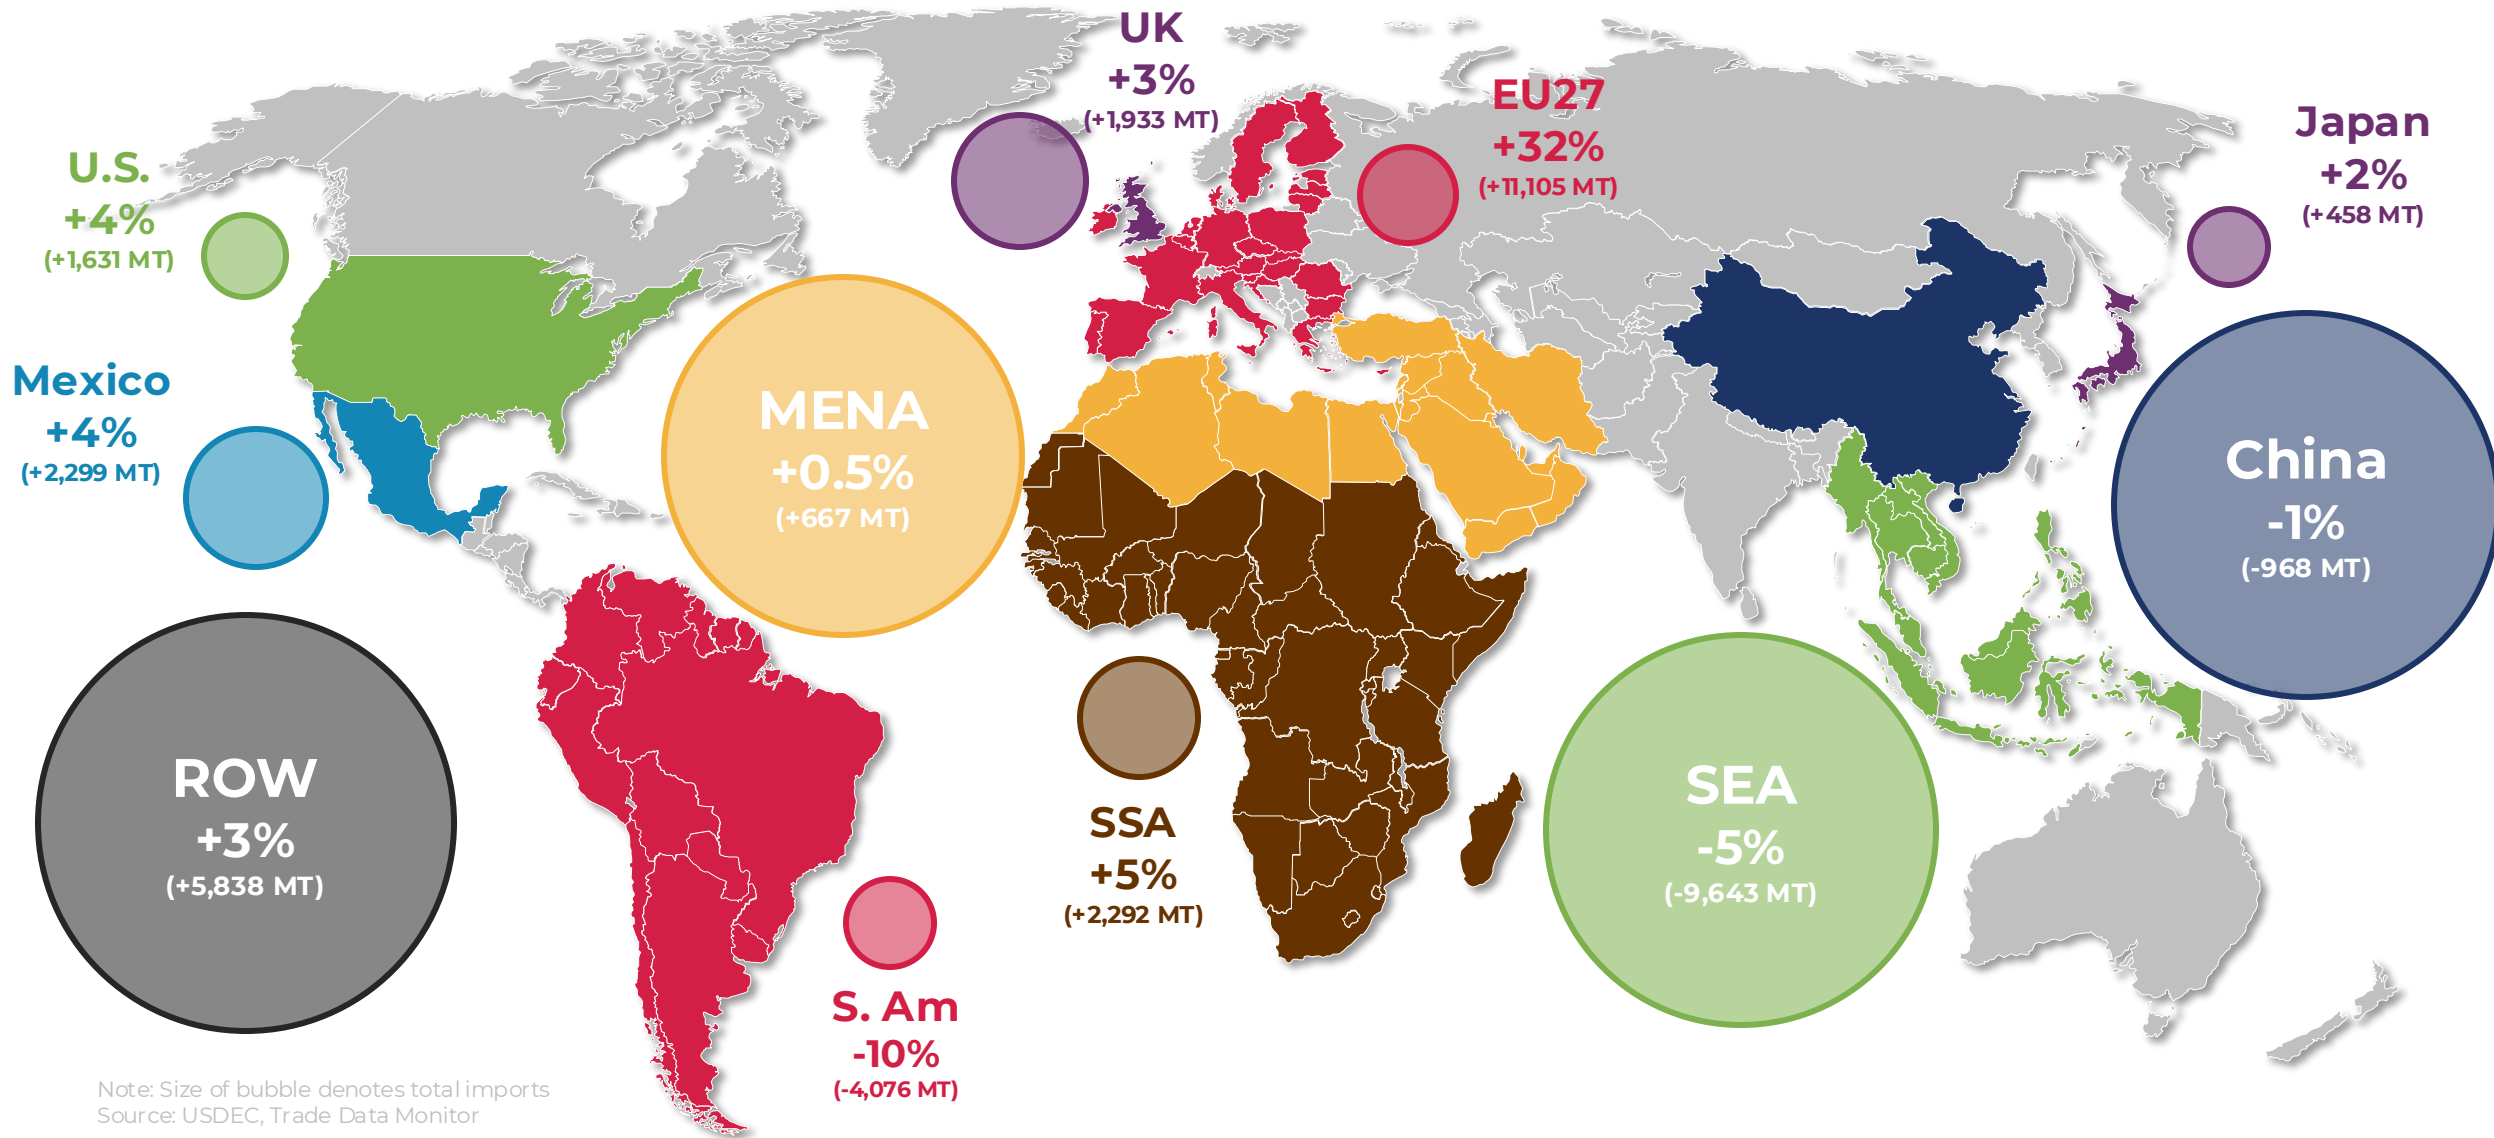 UK
+3%
(+1,933 MT)
EU27
+32%
(+11,105 MT)
Japan
+2%
(+458 MT)
U.S.
+4%
(+1,631 MT)
Mexico
+4%
(+2,299 MT)
MENA
+0.5%
(+667 MT)
China
-1%
(-968 MT)
ROW
+3%
(+5,838 MT)
SSA
+5%
(+2,292 MT)
SEA
-5%
(-9,643 MT)
S. Am
-10%
(-4,076 MT)
Note: Size of bubble denotes total imports
Source: USDEC, Trade Data Monitor